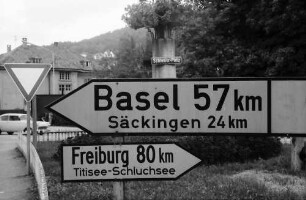 Basel 57 km
Säckingen 24 km
Freiburg 80 km
Titisee-Schluchsee